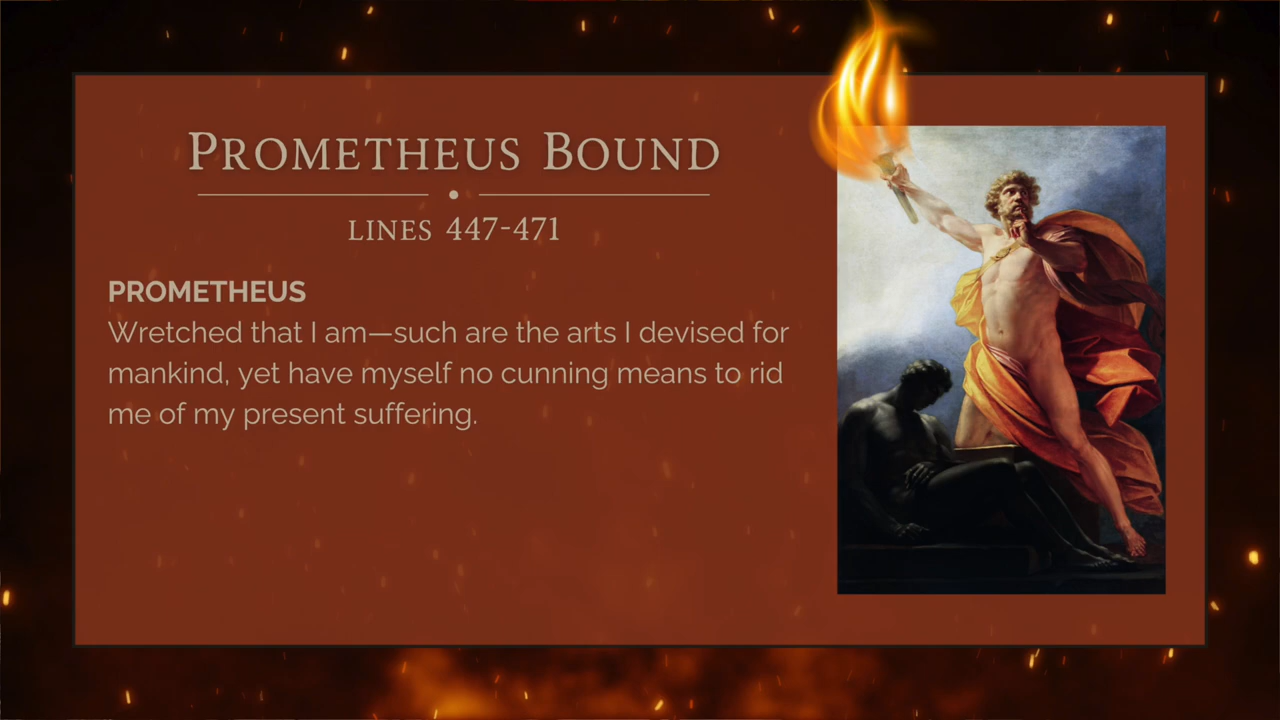 PROMETHEUS BOUND
LINES 447-471
PROMETHEUS
Wretched that I am—such are the arts I devised for
mankind, yet have myself no cunning means to rid
me of my present suffering.